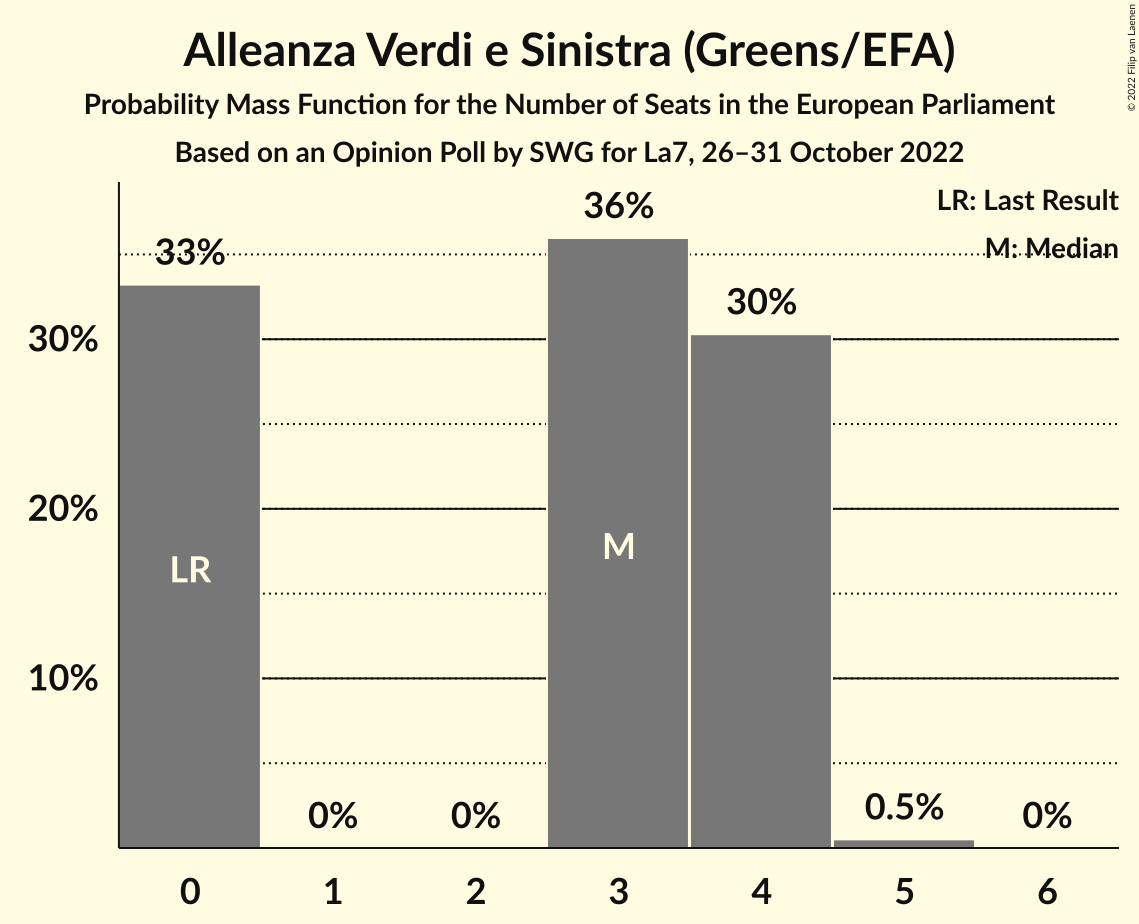 Alleanza Verdi e Sinistra (Greens/EFA)
Probability Mass Function for the Number of Seats in the European Parliament
Based on an Opinion Poll by SWG for La7, 26–31 October 2022
© 2022 Filip van Laenen
LR: Last Result
M: Median
33%
36%
30%
0%
0%
0.5%
0%
LR
M
30%
20%
10%
0 1 2 3 4 5 6